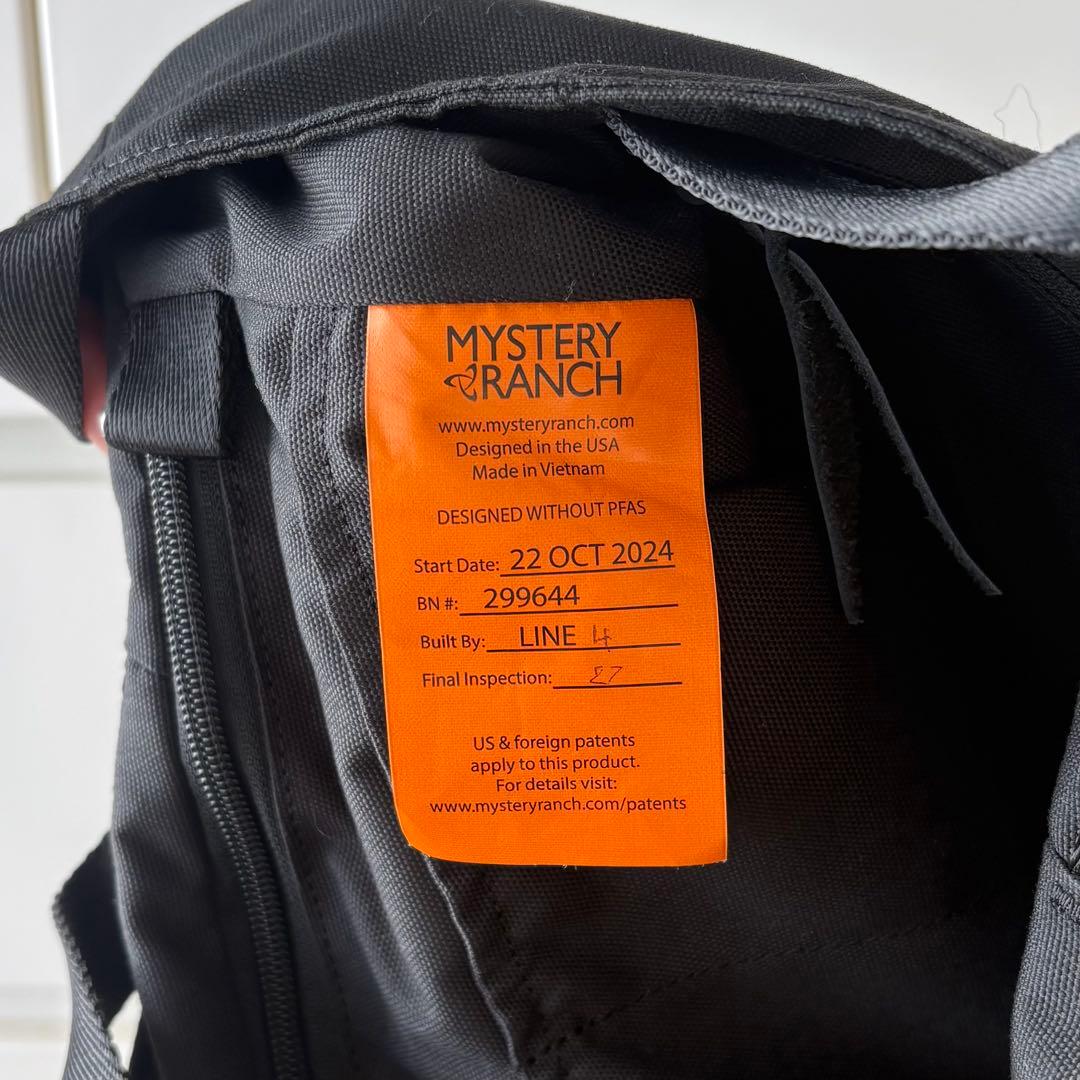 MYSTERY
RANCH
www.mysteryranch.com
Designed in the USA
Made in Vietnam
DESIGNED WITHOUT PFAS
Start Date: 22 OCT 2024
BN #: 299644
Built By: LINE 4
Final Inspection:
US & foreign patents
apply to this product.
For details visit:
www.mysteryranch.com/patents